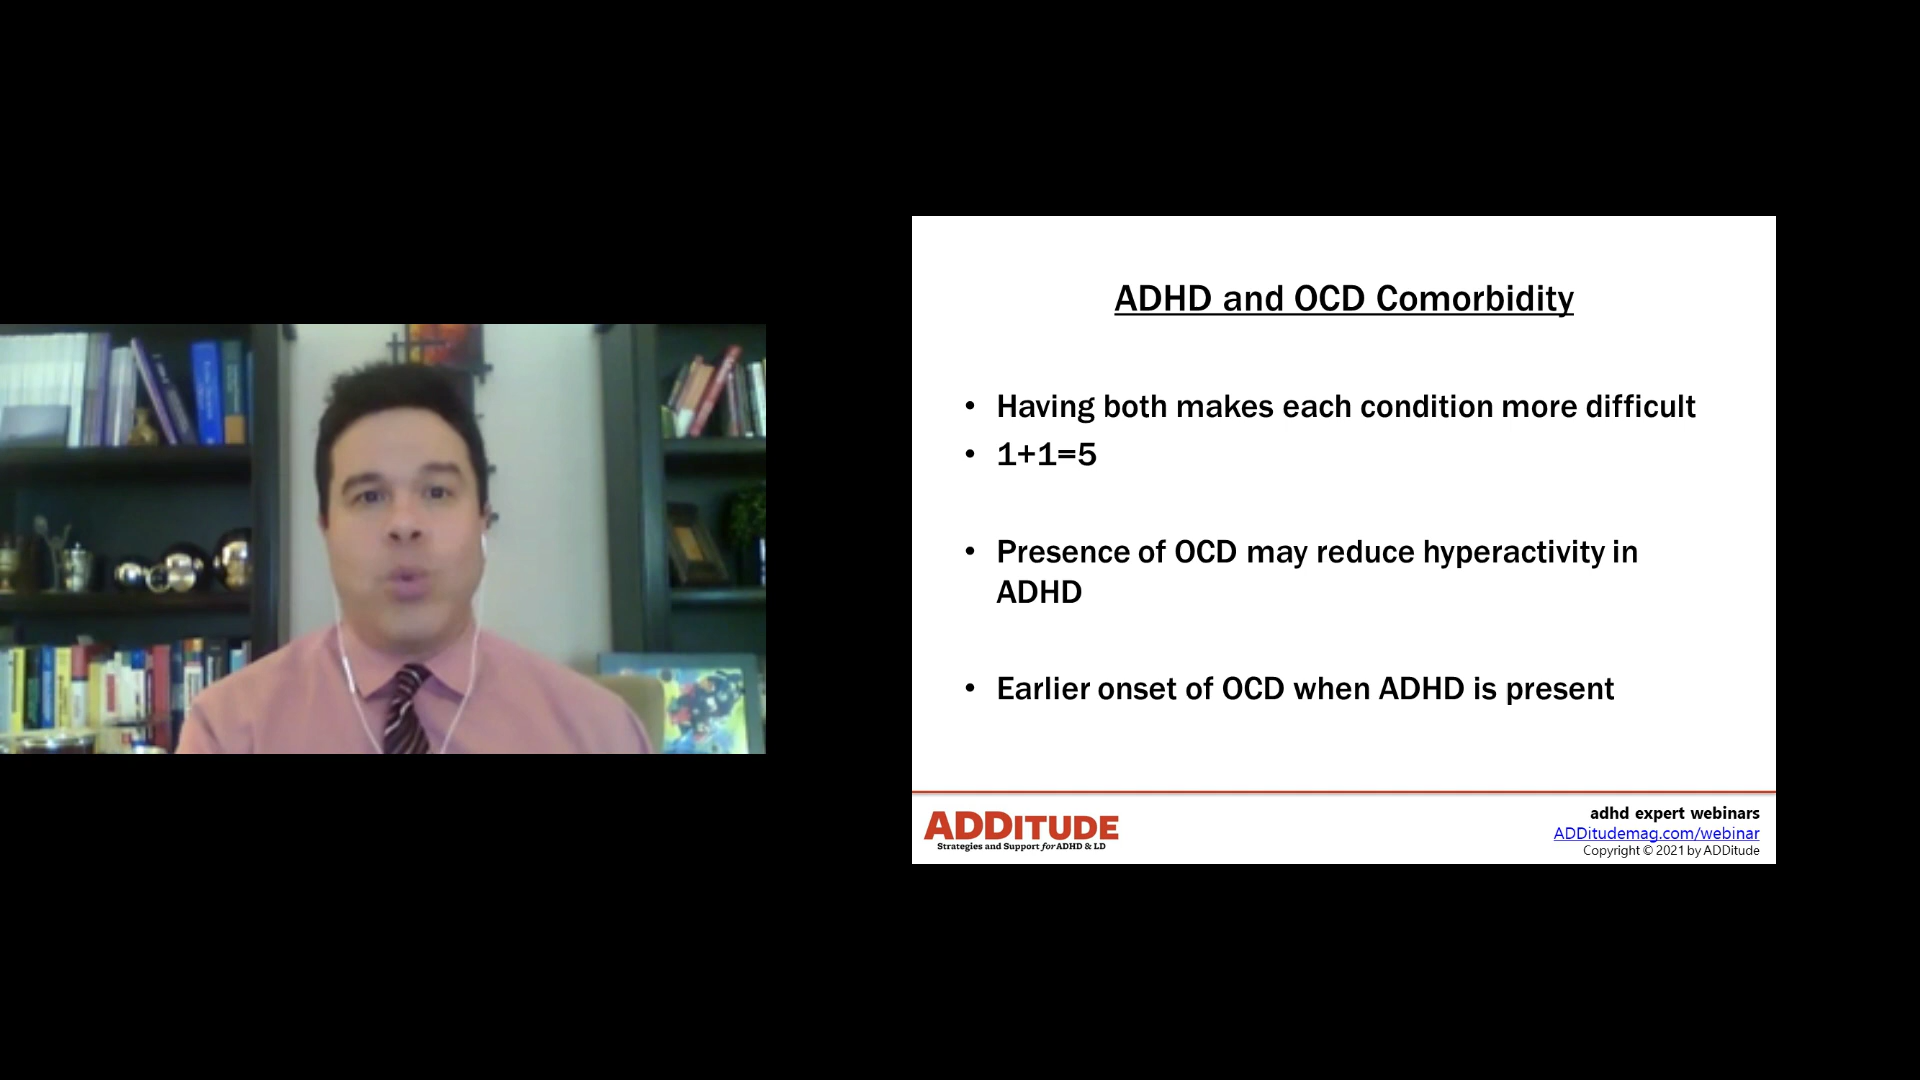 ADHD and OCD Comorbidity
• Having both makes each condition more difficult
• 1+1=5
• Presence of OCD may reduce hyperactivity in
ADHD
• Earlier onset of OCD when ADHD is present
ADDITUDE
Strategies and Support for ADHD & LD
adhd expert webinars
ADDitudemag.com/webinar
Copyright © 2021 by ADDitude